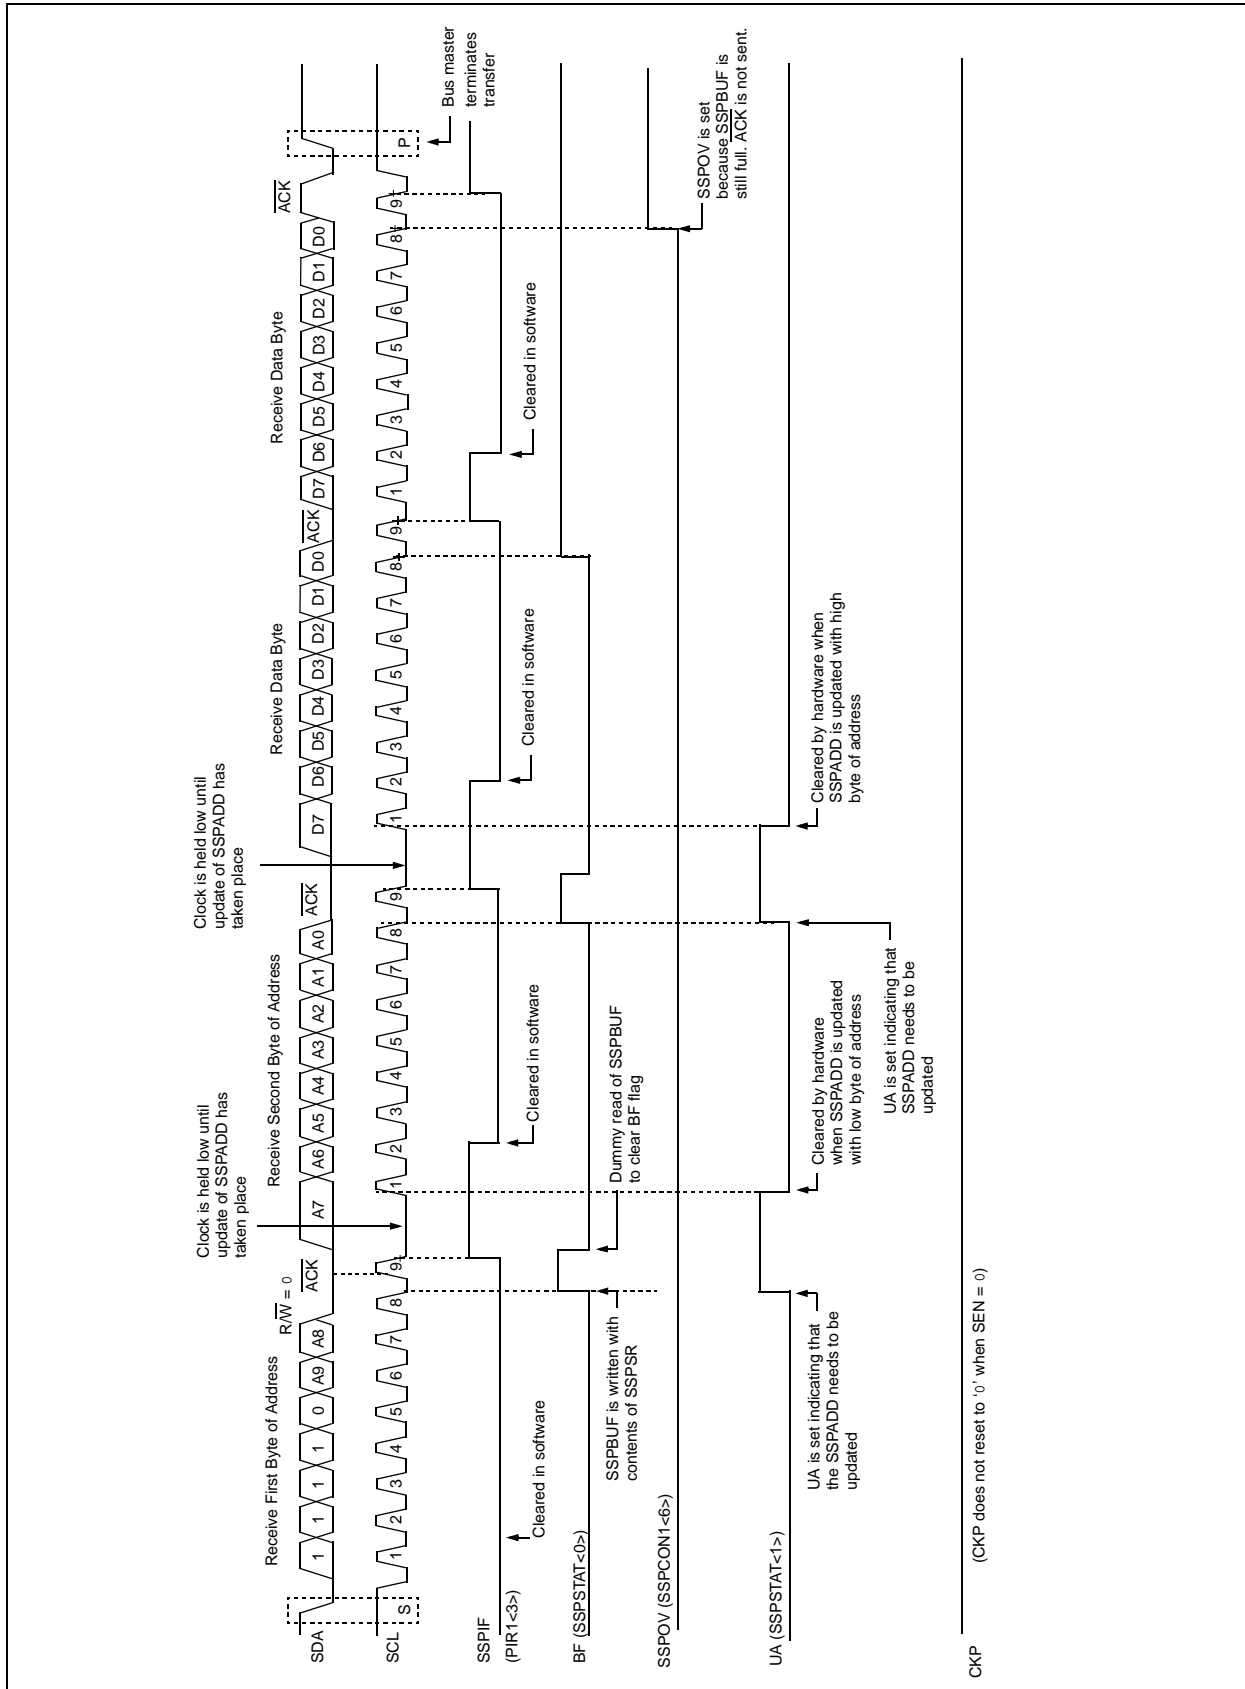 Receive First Byte of Address
R/W = 0
ACK
Clock is held low until
update of SSPADD has
taken place
Receive Second Byte of Address
ACK
Clock is held low until
update of SSPADD has
taken place
Receive Data Byte
ACK
Receive Data Byte
ACK
SDA
1 1 1 1 0 A9 A8
A7 A6 A5 A4 A3 A2 A1 A0
D7 D6 D5 D4 D3 D2 D1 D0
D7 D6 D5 D4 D3 D2 D1 D0
SCL
S
1 2 3 4 5 6 7 8 9
1 2 3 4 5 6 7 8 9
1 2 3 4 5 6 7 8 9
1 2 3 4 5 6 7 8 9
P
Bus master
terminates
transfer
SSPIF
(PIR1<3>)
Cleared in software
Cleared in software
Cleared in software
Cleared in software
BF (SSPSTAT<0>)
SSPBUF is written with
contents of SSPSR
Dummy read of SSPBUF
to clear BF flag
SSPOV (SSPCON1<6>)
SSPOV is set
because SSPBUF is
still full. ACK is not sent.
UA (SSPSTAT<1>)
UA is set indicating that
the SSPADD needs to be
updated
Cleared by hardware
when SSPADD is updated
with low byte of address
UA is set indicating that
SSPADD needs to be
updated
Cleared by hardware when
SSPADD is updated with high
byte of address
CKP
(CKP does not reset to ‘0’ when SEN = 0)